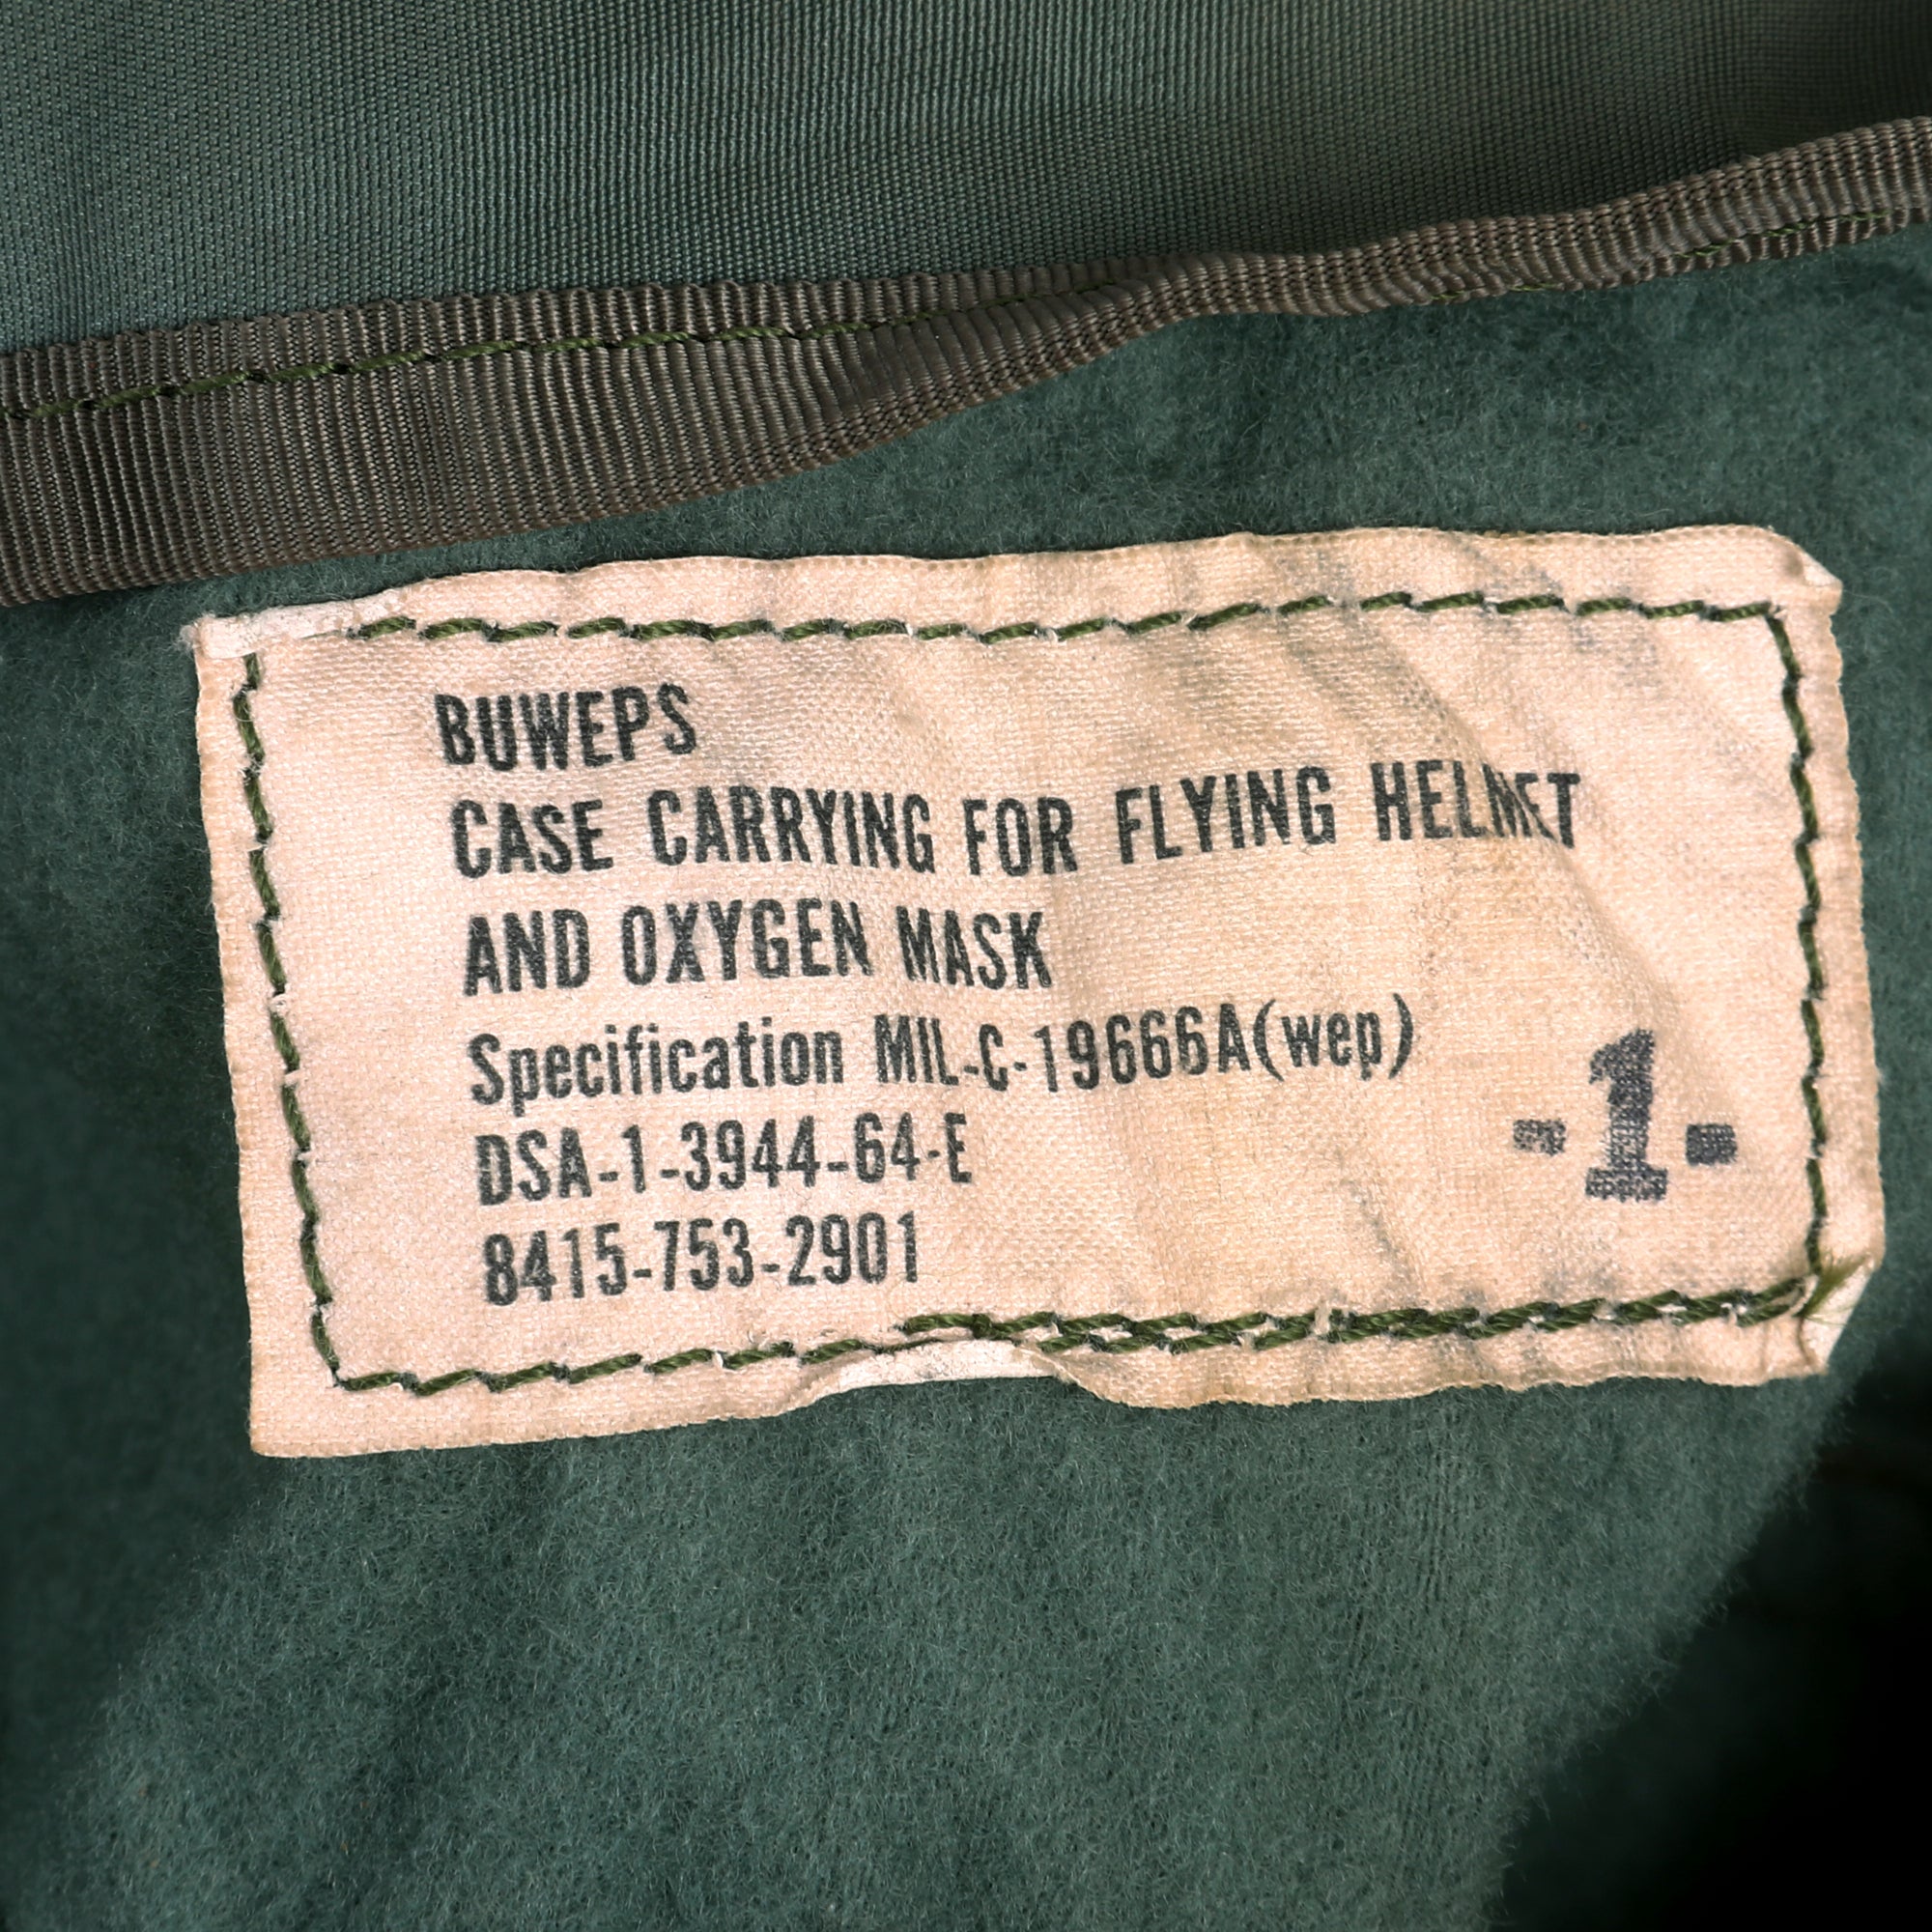 BUWEPS
CASE CARRYING FOR FLYING HELMET
AND OXYGEN MASK
Specification MIL-C-19666A(wep)
DSA-1-3944-64-E
8415-753-2901
-1-